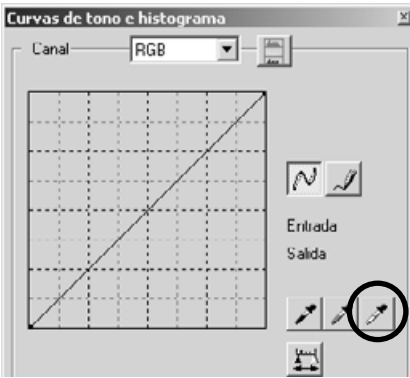 Curvas de tono e histograma
Canal
RGB
Entrada
Salida